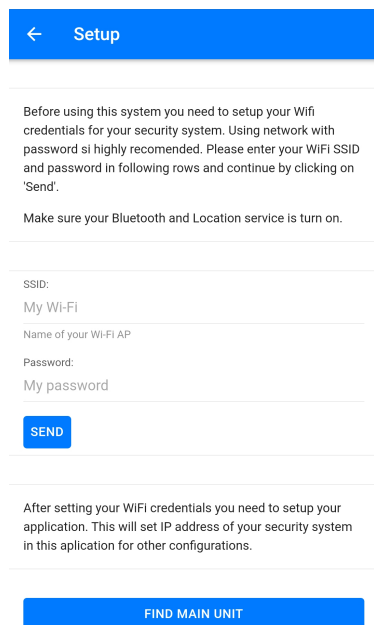 Setup
Before using this system you need to setup your Wifi
credentials for your security system. Using network with
password si highly recomended. Please enter your WiFi SSID
and password in following rows and continue by clicking on
'Send'.
Make sure your Bluetooth and Location service is turn on.
SSID:
My Wi-Fi
Name of your Wi-Fi AP
Password:
My password
SEND
After setting your WiFi credentials you need to setup your
application. This will set IP address of your security system
in this aplication for other configurations.
FIND MAIN UNIT